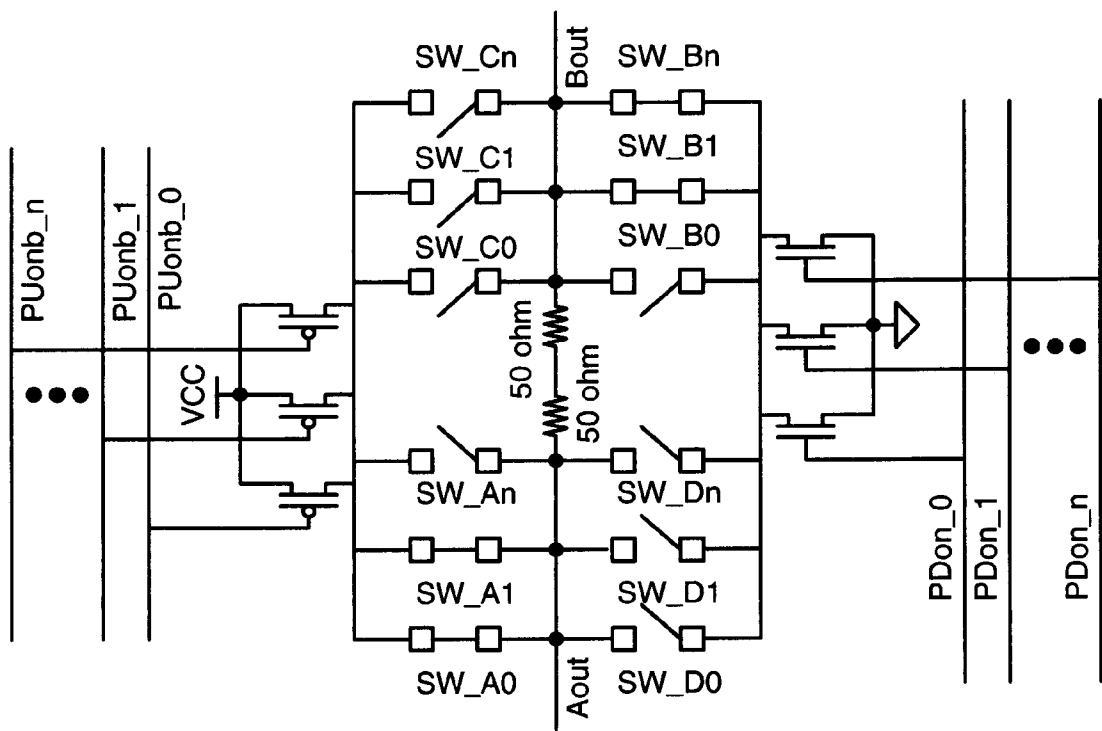 SW_Cn
SW_Bn
Bout
SW_C1
SW_B1
SW_C0
SW_B0
PUonb_n
PUonb_1
PUonb_0
VCC
50 ohm
50 ohm
SW_An
SW_Dn
SW_A1
SW_D1
SW_A0
SW_D0
Aout
PDon_0
PDon_1
PDon_n